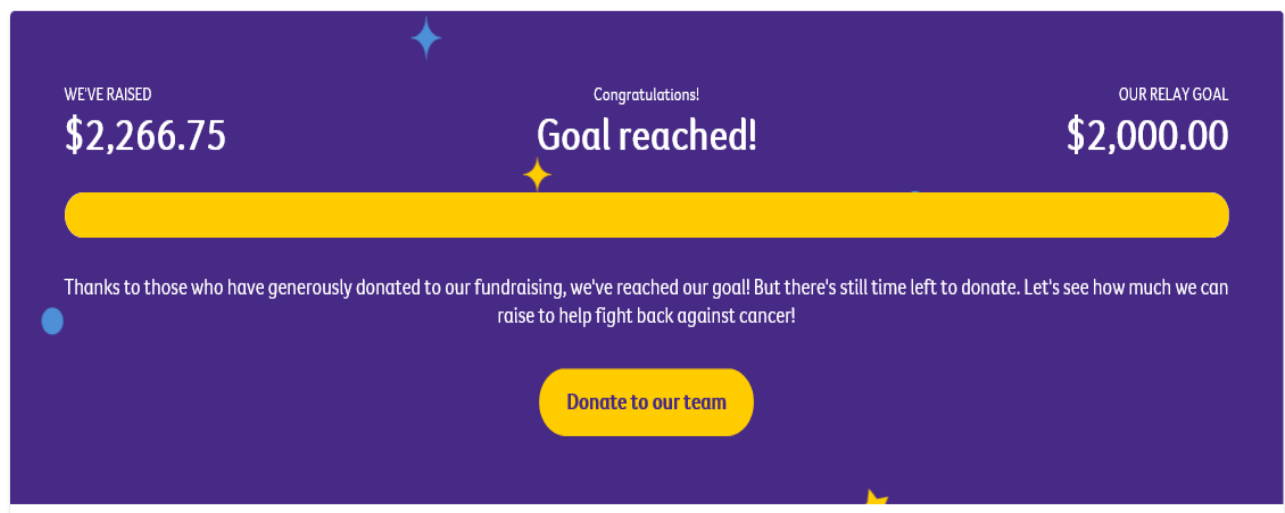 WE'VE RAISED
$2,266.75
Congratulations!
Goal reached!
OUR RELAY GOAL
$2,000.00
Thanks to those who have generously donated to our fundraising, we've reached our goal! But there's still time left to donate. Let's see how much we can
raise to help fight back against cancer!
Donate to our team